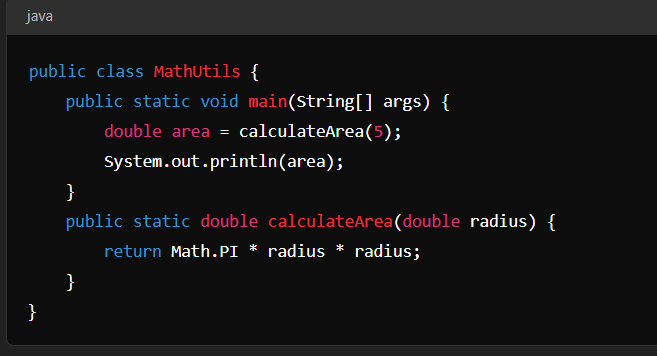 java
public class MathUtils {
    public static void main(String[] args) {
        double area = calculateArea(5);
        System.out.println(area);
    }
    public static double calculateArea(double radius) {
        return Math.PI * radius * radius;
    }
}